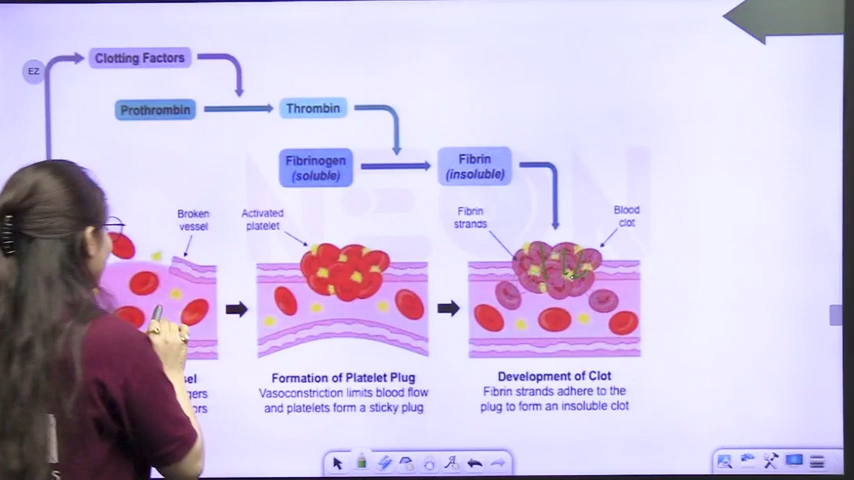 EZ
Clotting Factors
Prothrombin
Thrombin
Fibrinogen
(soluble)
Fibrin
(insoluble)
Broken
vessel
Activated
platelet
Fibrin
strands
Blood
clot
sel
gers
ors
Formation of Platelet Plug
Vasoconstriction limits blood flow
and platelets form a sticky plug
Development of Clot
Fibrin strands adhere to the
plug to form an insoluble clot
NEON
S